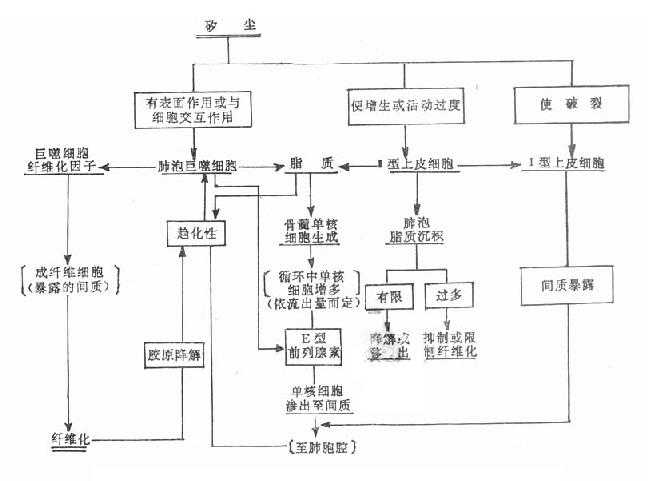 矽 尘
有表面作用或与
细胞交互作用
使增生或活动过度
使 破 裂
巨噬细胞
纤维化因子
肺泡巨噬细胞
脂 质
Ⅱ型上皮细胞
Ⅰ型上皮细胞
趋化性
骨髓单核
细胞生成
肺泡
脂质沉积
成纤维细胞
(暴露的间质)
循环中单核
细胞增多
(依流出量而定)
有限
过多
间质暴露
胶原降解
E型
前列腺素
降解或
出
抑制或限
制纤维化
单核细胞
渗出至间质
纤维化
[至肺胞腔]